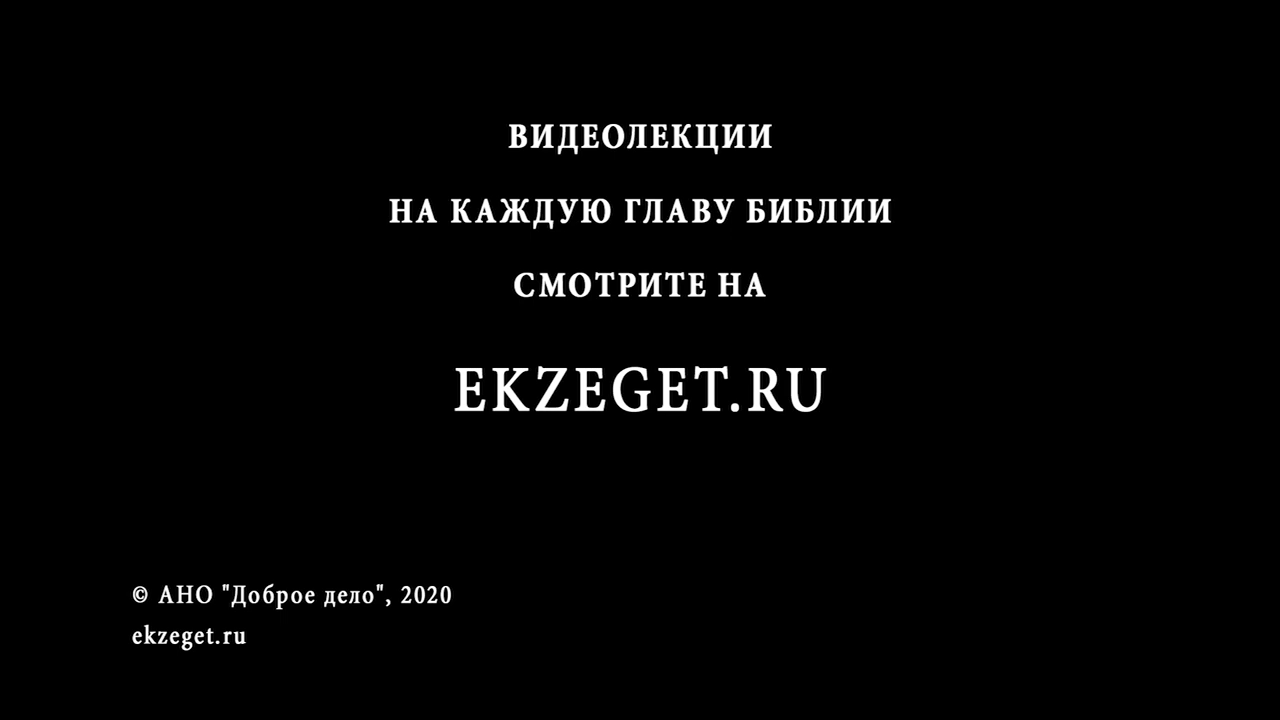 ВИДЕОЛЕКЦИИ
НА КАЖДУЮ ГЛАВУ БИБЛИИ
СМОТРИТЕ НА
EKZEGET.RU
© АНО "Доброе дело", 2020
ekzeget.ru